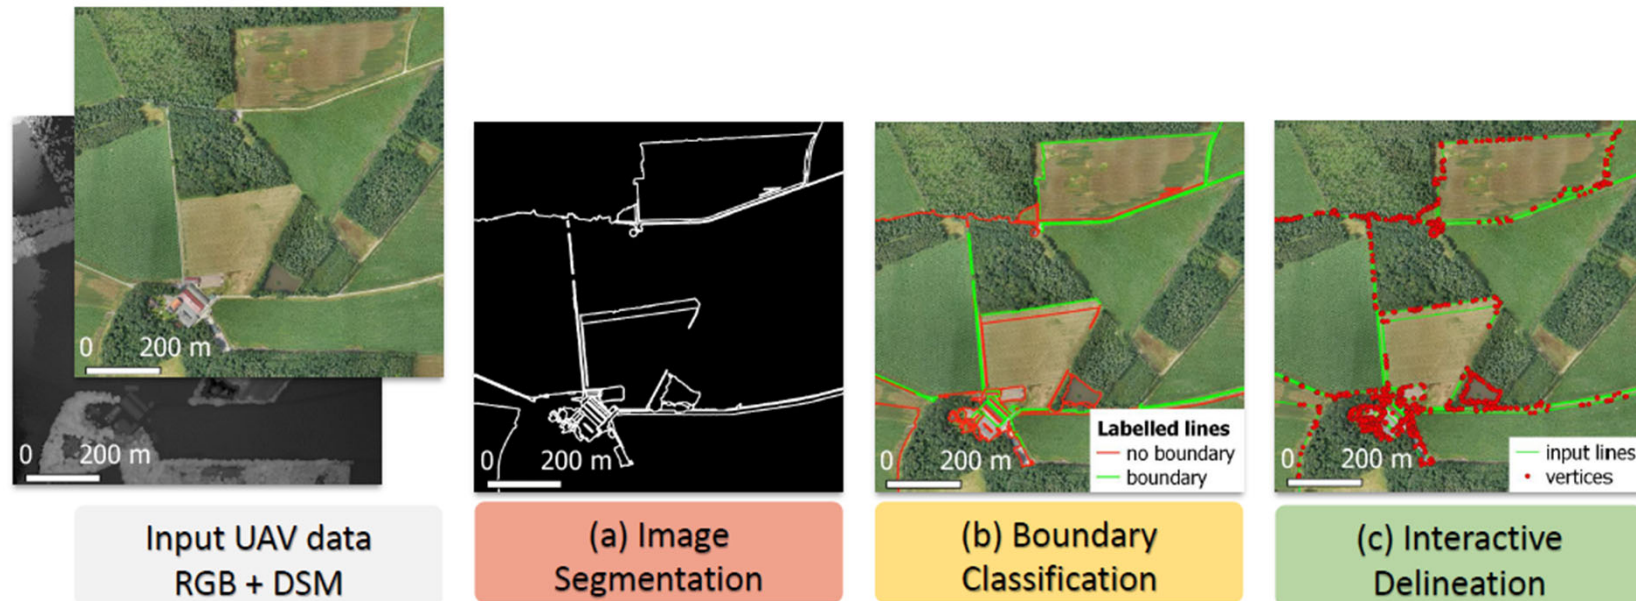 0 200 m
0 200 m
Input UAV data
RGB + DSM
0 200 m
(a) Image
Segmentation
0 200 m
Labelled lines
no boundary
boundary
(b) Boundary
Classification
0 200 m
input lines
vertices
(c) Interactive
Delineation